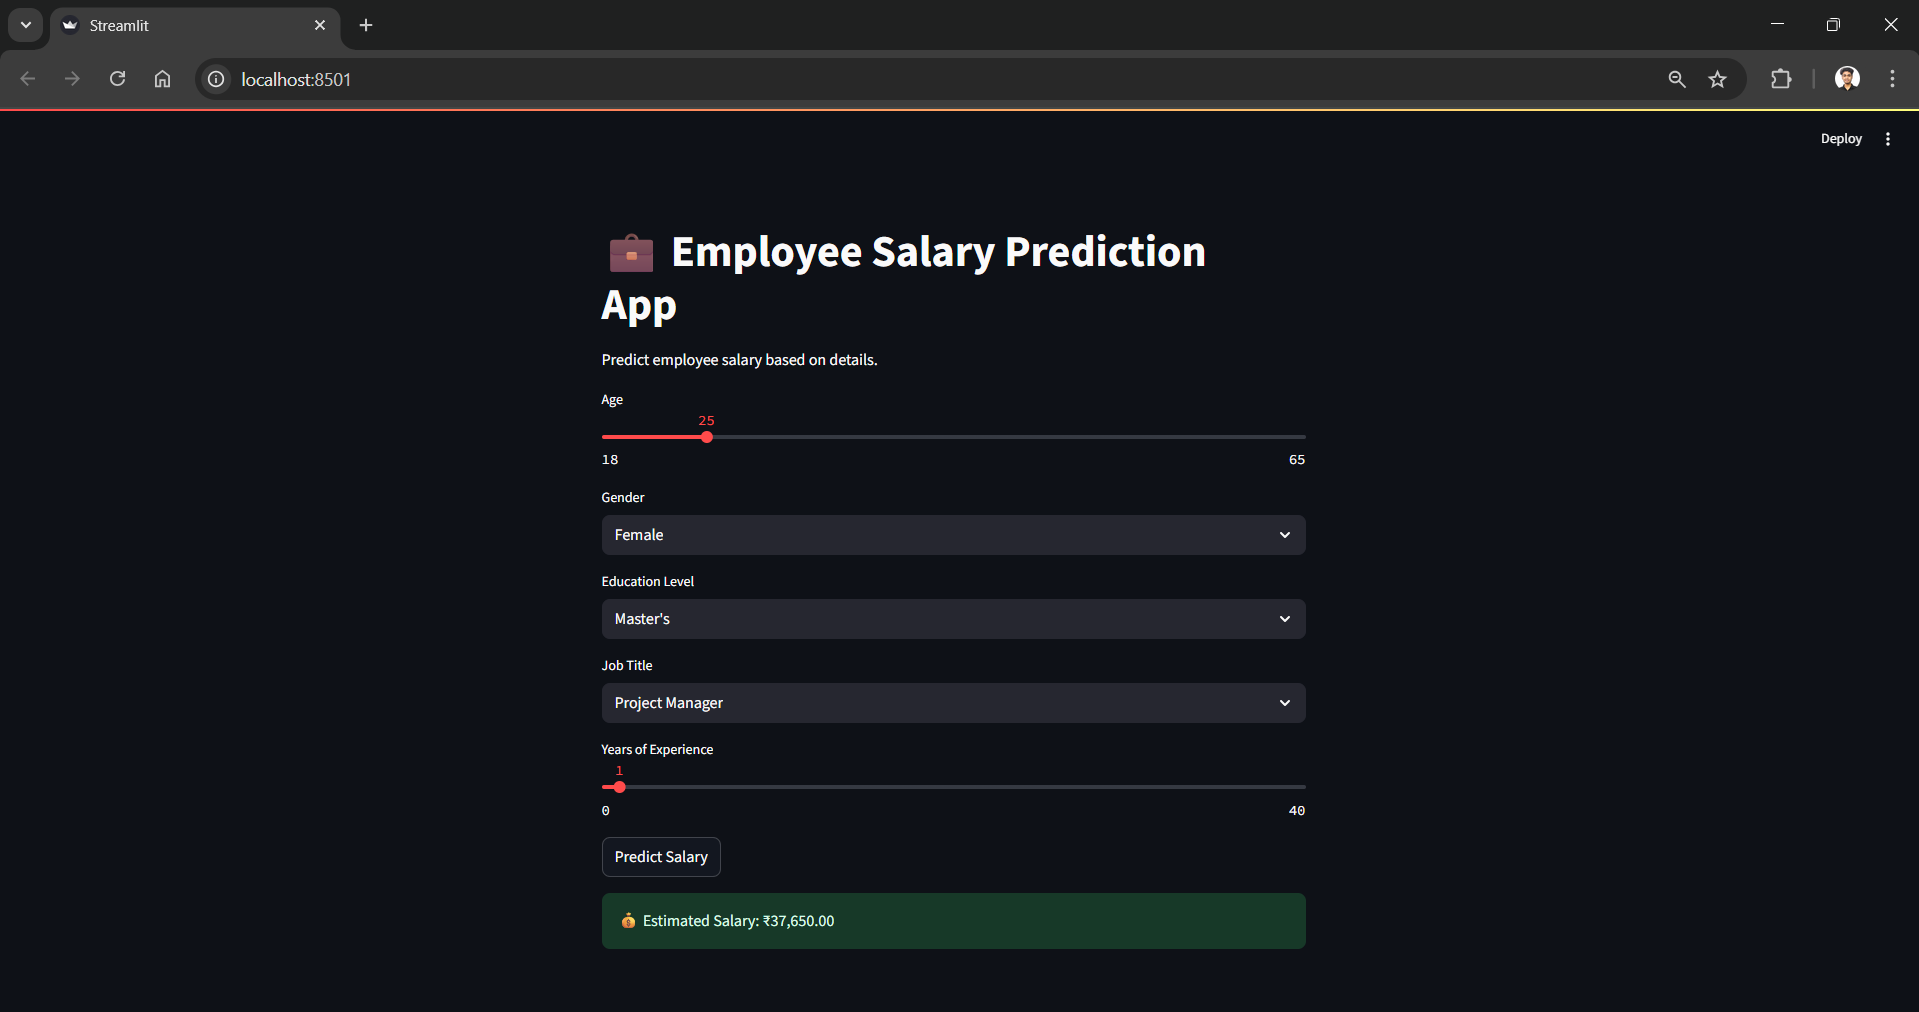 Streamlit
localhost:8501
Deploy
Employee Salary Prediction
App
Predict employee salary based on details.
Age
25
18 65
Gender
Female
Education Level
Master's
Job Title
Project Manager
Years of Experience
1
0 40
Predict Salary
Estimated Salary: ₹37,650.00